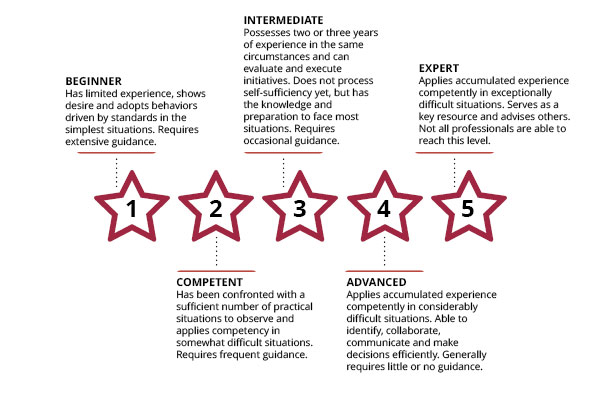 INTERMEDIATE
Possesses two or three years
of experience in the same
circumstances and can
evaluate and execute
initiatives. Does not process
self-sufficiency yet, but has
the knowledge and
preparation to face most
situations. Requires
occasional guidance.
EXPERT
Applies accumulated experience
competently in exceptionally
difficult situations. Serves as a
key resource and advises others.
Not all professionals are able to
reach this level.
BEGINNER
Has limited experience, shows
desire and adopts behaviors
driven by standards in the
simplest situations. Requires
extensive guidance.
1
2
3
4
5
COMPETENT
Has been confronted with a
sufficient number of practical
situations to observe and
applies competency in
somewhat difficult situations.
Requires frequent guidance.
ADVANCED
Applies accumulated experience
competently in considerably
difficult situations. Able to
identify, collaborate,
communicate and make
decisions efficiently. Generally
requires little or no guidance.